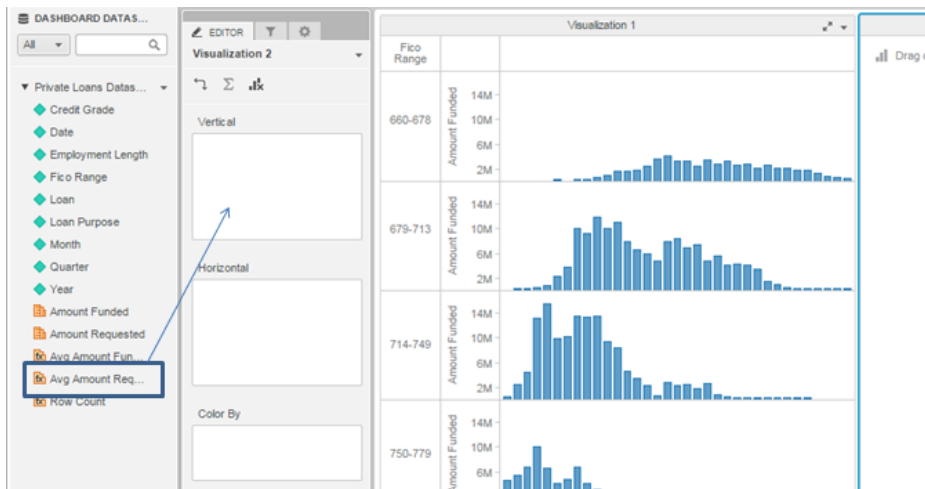 DASHBOARD DATAS...
All
Private Loans Datas...
Credit Grade
Date
Employment Length
Fico Range
Loan
Loan Purpose
Month
Quarter
Year
Amount Funded
Amount Requested
Avg Amount Fun...
Avg Amount Req...
Row Count
EDITOR
Visualization 2
Vertical
Horizontal
Color By
Visualization 1
Fico
Range
660-678
Amount Funded
14M
10M
6M
2M
679-713
Amount Funded
14M
10M
6M
2M
714-749
Amount Funded
14M
10M
6M
2M
750-779
Amount Funded
14M
10M
6M
Drag